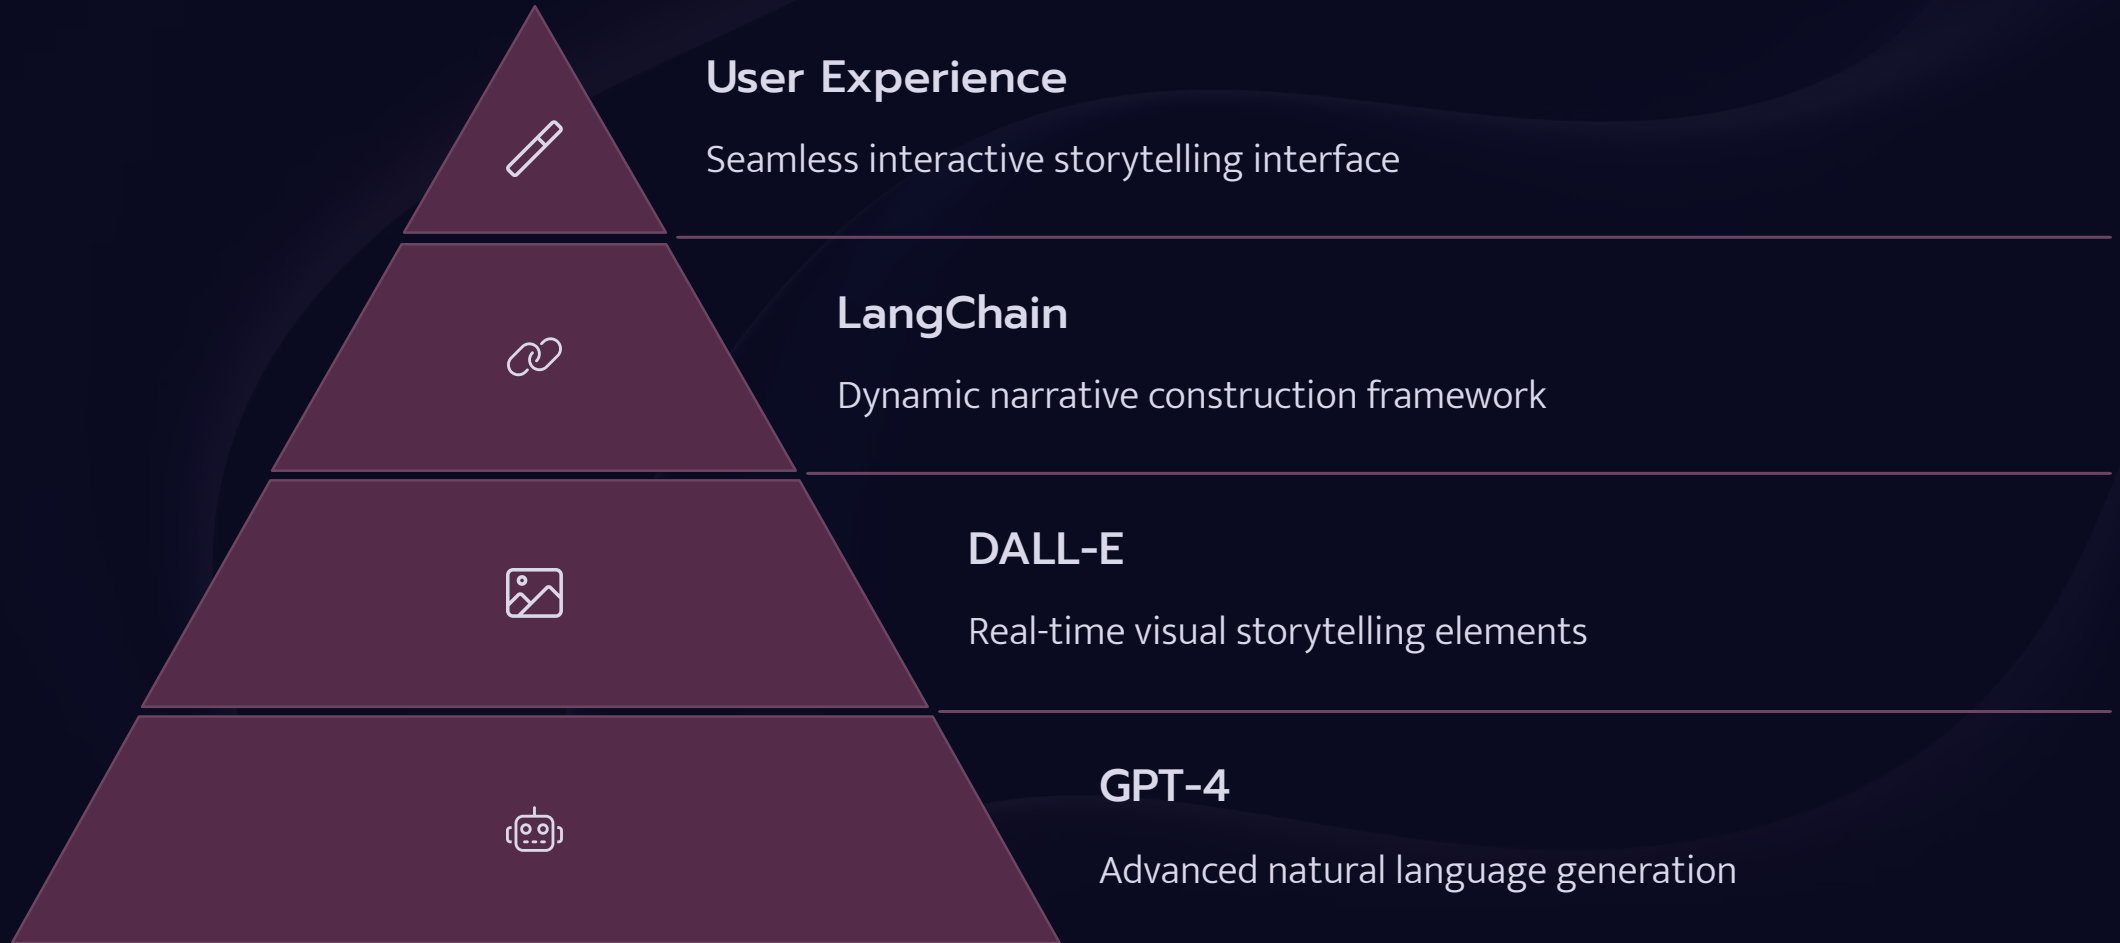 User Experience
Seamless interactive storytelling interface
LangChain
Dynamic narrative construction framework
DALL-E
Real-time visual storytelling elements
GPT-4
Advanced natural language generation